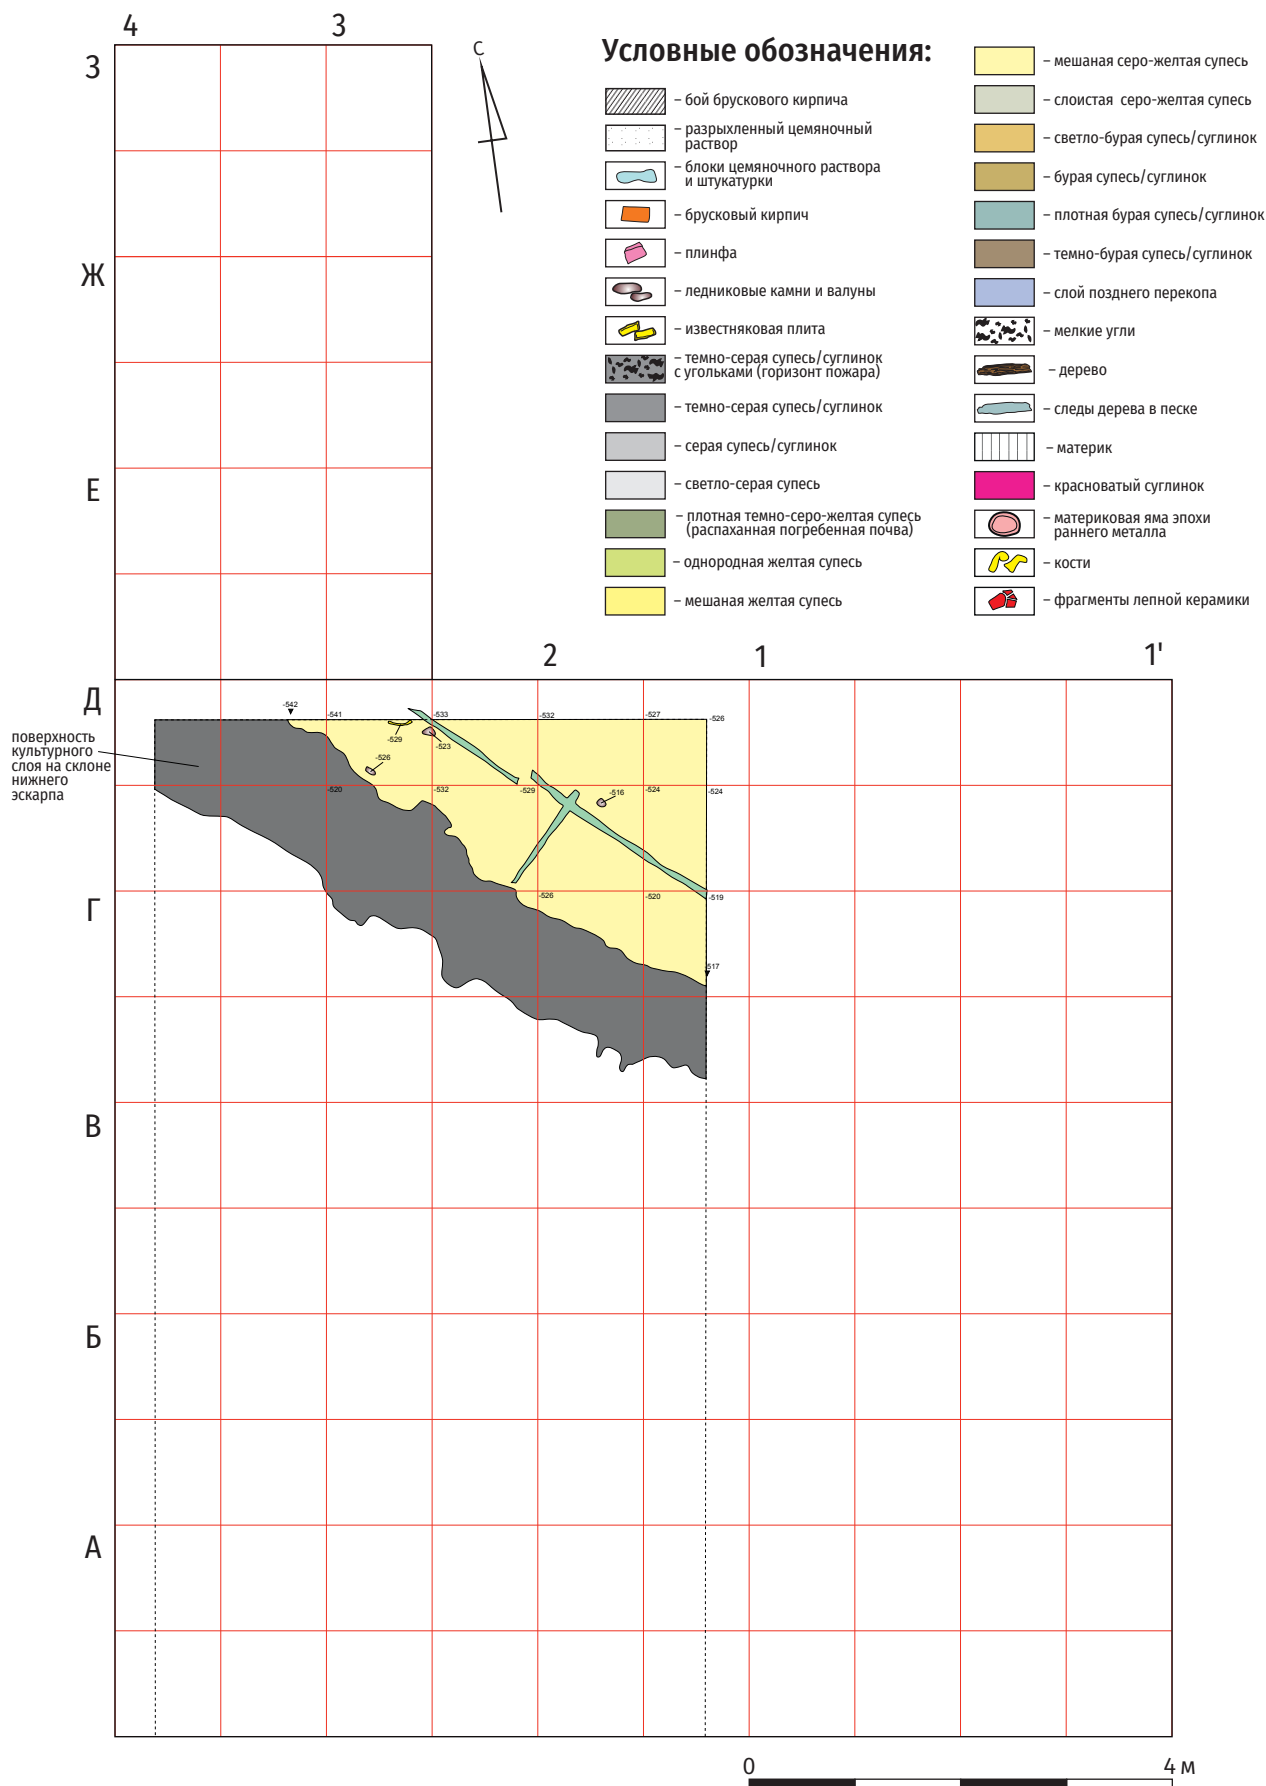 4
3
С
Условные обозначения:
– бой брускового кирпича
– разрыхленный цемяночный
раствор
– блоки цемяночного раствора
и штукатурки
– брусковый кирпич
– плинфа
– ледниковые камни и валуны
– известняковая плита
– темно-серая супесь/суглинок
с угольками (горизонт пожара)
– темно-серая супесь/суглинок
– серая супесь/суглинок
– светло-серая супесь
– плотная темно-серо-желтая супесь
(распаханная погребенная почва)
– однородная желтая супесь
– мешаная желтая супесь
– мешаная серо-желтая супесь
– слоистая серо-желтая супесь
– светло-бурая супесь/суглинок
– бурая супесь/суглинок
– плотная бурая супесь/суглинок
– темно-бурая супесь/суглинок
– слой позднего перекопа
– мелкие угли
– дерево
– следы дерева в песке
– материк
– красноватый суглинок
– материковая яма эпохи
раннего металла
– кости
– фрагменты лепной керамики
З
Ж
Е
2
1
1'
Д
-542
-541
-533
-532
-527
-526
-529
-523
-526
поверхность
культурного
слоя на склоне
нижнего
эскарпа
-520
-532
-529
-516
-524
-524
Г
-526
-520
-519
-517
В
Б
А
0
4 м